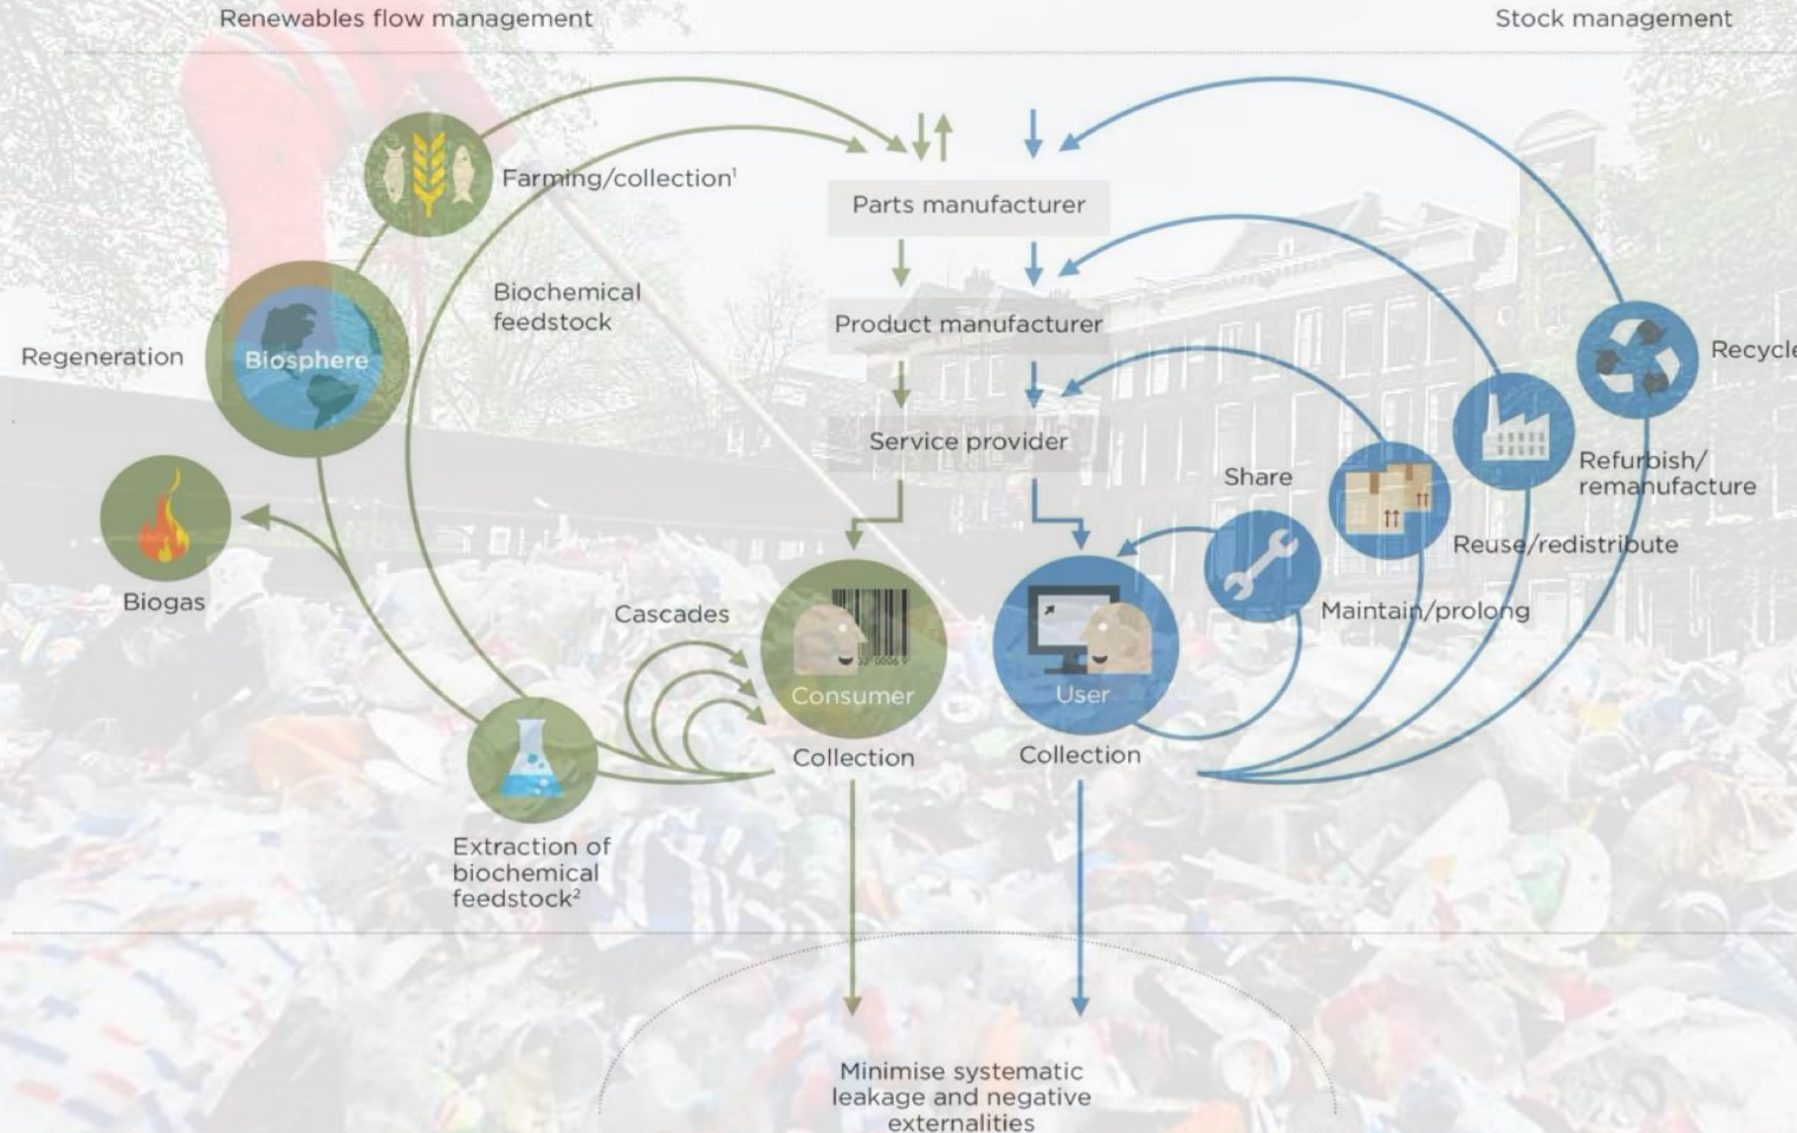 Renewables flow management
Stock management
Farming/collection¹
Parts manufacturer
Biochemical
feedstock
Product manufacturer
Regeneration
Biosphere
Recycle
Service provider
Refurbish/
remanufacture
Share
Reuse/redistribute
Biogas
Cascades
Maintain/prolong
Consumer
User
Collection
Collection
Extraction of
biochemical
feedstock²
Minimise systematic
leakage and negative
externalities